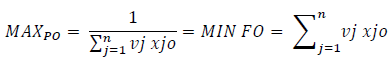 MAX_PO = 1 / ∑_{j=1}^{n} vj xjo = MIN FO = ∑_{j=1}^{n} vj xjo